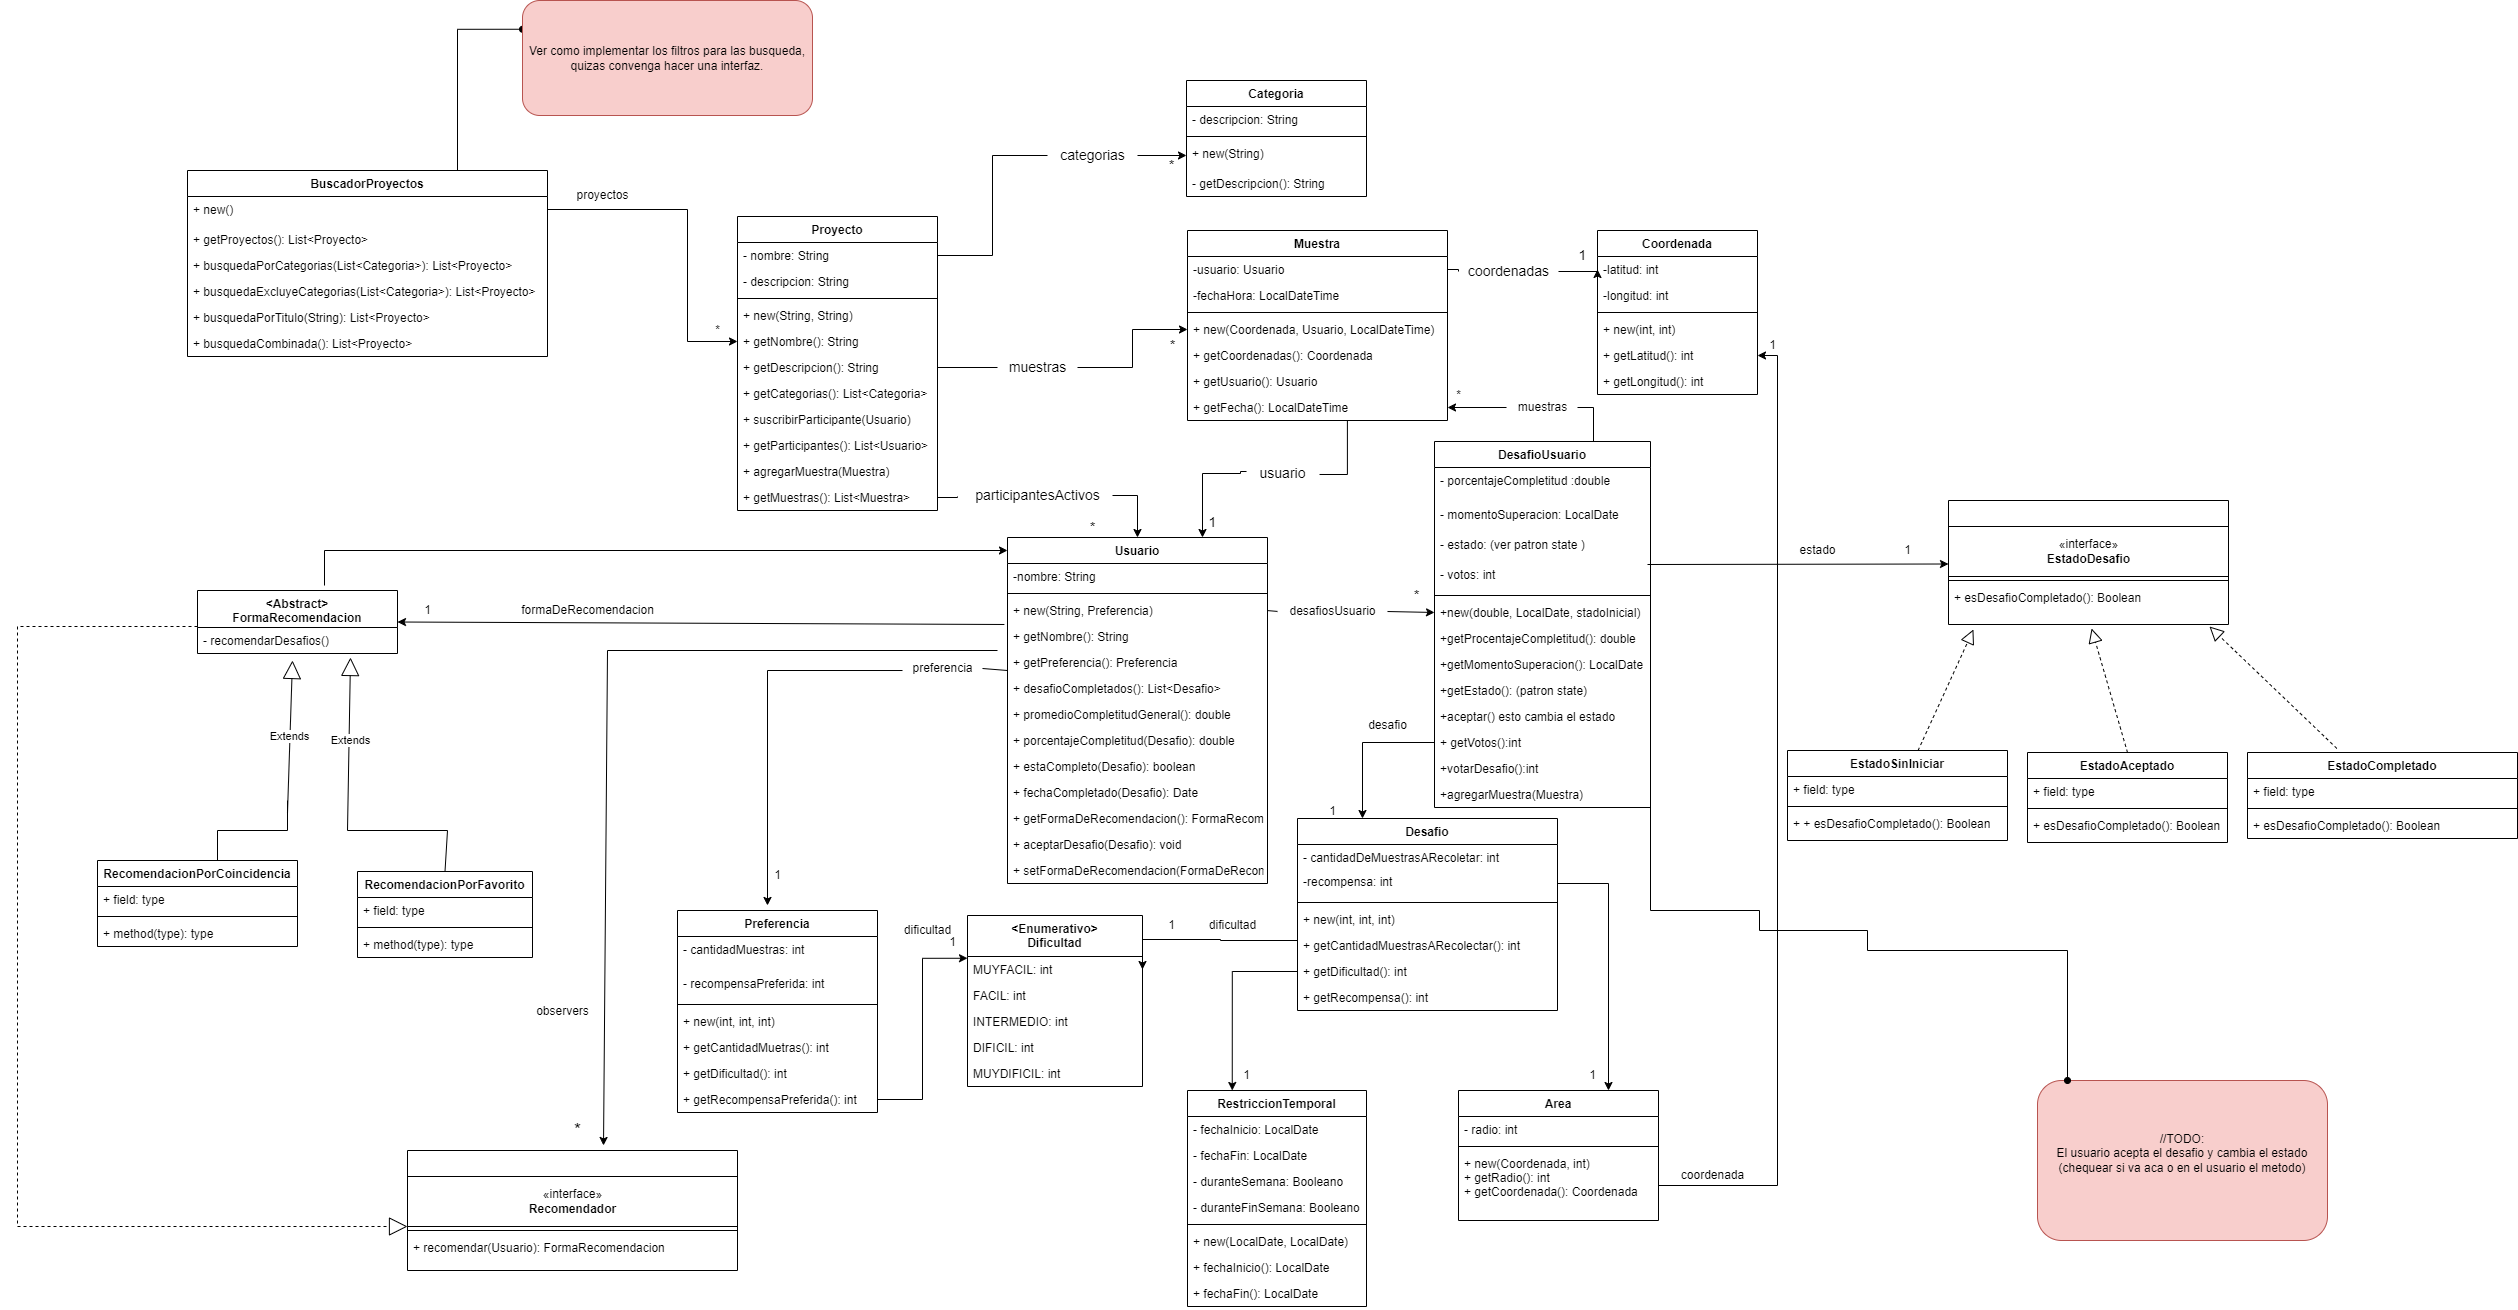 Ver como implementar los filtros para las busqueda,
quizas convenga hacer una interfaz.
Categoria
- descripcion: String
+ new(String)
- getDescripcion(): String
categorias
*
BuscadorProyectos
+ new()
+ getProyectos(): List<Proyecto>
+ busquedaPorCategorias(List<Categoria>): List<Proyecto>
+ busquedaExcluyeCategorias(List<Categoria>): List<Proyecto>
+ busquedaPorTitulo(String): List<Proyecto>
+ busquedaCombinada(): List<Proyecto>
proyectos
*
Proyecto
- nombre: String
- descripcion: String
+ new(String, String)
+ getNombre(): String
+ getDescripcion(): String
+ getCategorias(): List<Categoria>
+ suscribirParticipante(Usuario)
+ getParticipantes(): List<Usuario>
+ agregarMuestra(Muestra)
+ getMuestras(): List<Muestra>
muestras
*
Muestra
-usuario: Usuario
-fechaHora: LocalDateTime
+ new(Coordenada, Usuario, LocalDateTime)
+ getCoordenadas(): Coordenada
+ getUsuario(): Usuario
+ getFecha(): LocalDateTime
coordenadas
1
Coordenada
-latitud: int
-longitud: int
+ new(int, int)
+ getLatitud(): int
+ getLongitud(): int
1
muestras
*
usuario
1
participantesActivos
*
DesafioUsuario
- porcentajeCompletitud :double
- momentoSuperacion: LocalDate
- estado: (ver patron state )
- votos: int
+new(double, LocalDate, stadoInicial)
+getProcentajeCompletitud(): double
+getMomentoSuperacion(): LocalDate
+getEstado(): (patron state)
+aceptar() esto cambia el estado
+ getVotos():int
+votarDesafio():int
+agregarMuestra(Muestra)
estado
1
«interface»
EstadoDesafio
+ esDesafioCompletado(): Boolean
Usuario
-nombre: String
+ new(String, Preferencia)
+ getNombre(): String
+ getPreferencia(): Preferencia
+ desafioCompletados(): List<Desafio>
+ promedioCompletitudGeneral(): double
+ porcentajeCompletitud(Desafio): double
+ estaCompleto(Desafio): boolean
+ fechaCompletado(Desafio): Date
+ getFormaDeRecomendacion(): FormaRecom
+ aceptarDesafio(Desafio): void
+ setFormaDeRecomendacion(FormaDeRecon
desafiosUsuario
*
<Abstract>
FormaRecomendacion
- recomendarDesafios()
1
formaDeRecomendacion
preferencia
1
Extends
Extends
desafio
1
EstadoSinIniciar
+ field: type
+ + esDesafioCompletado(): Boolean
EstadoAceptado
+ field: type
+ esDesafioCompletado(): Boolean
EstadoCompletado
+ field: type
+ esDesafioCompletado(): Boolean
RecomendacionPorCoincidencia
+ field: type
+ method(type): type
RecomendacionPorFavorito
+ field: type
+ method(type): type
Desafio
- cantidadDeMuestrasARecoletar: int
-recompensa: int
+ new(int, int, int)
+ getCantidadMuestrasARecolectar(): int
+ getDificultad(): int
+ getRecompensa(): int
Preferencia
- cantidadMuestras: int
- recompensaPreferida: int
+ new(int, int, int)
+ getCantidadMuetras(): int
+ getDificultad(): int
+ getRecompensaPreferida(): int
dificultad
1
<Enumerativo>
Dificultad
MUYFACIL: int
FACIL: int
INTERMEDIO: int
DIFICIL: int
MUYDIFICIL: int
1
dificultad
observers
*
1
1
RestriccionTemporal
- fechaInicio: LocalDate
- fechaFin: LocalDate
- duranteSemana: Booleano
- duranteFinSemana: Booleano
+ new(LocalDate, LocalDate)
+ fechaInicio(): LocalDate
+ fechaFin(): LocalDate
Area
- radio: int
+ new(Coordenada, int)
+ getRadio(): int
+ getCoordenada(): Coordenada
coordenada
«interface»
Recomendador
+ recomendar(Usuario): FormaRecomendacion
//TODO:
El usuario acepta el desafio y cambia el estado
(chequear si va aca o en el usuario el metodo)